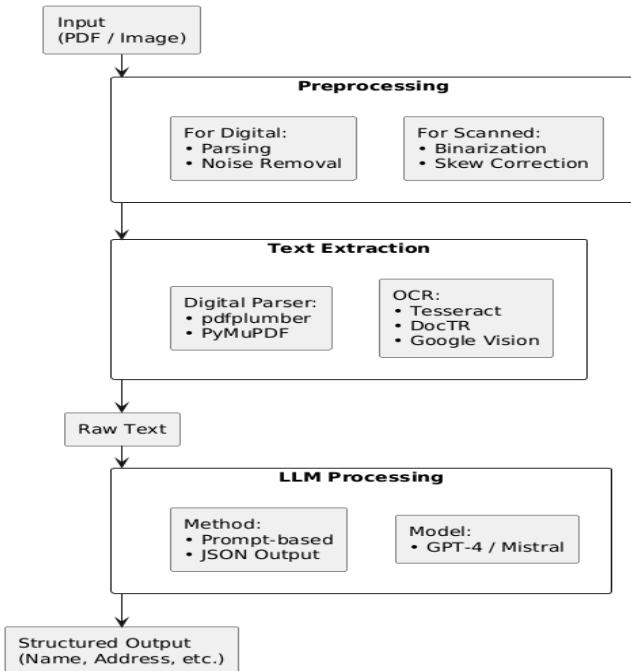 Input
(PDF / Image)
Preprocessing
For Digital:
• Parsing
• Noise Removal
For Scanned:
• Binarization
• Skew Correction
Text Extraction
Digital Parser:
• pdfplumber
• PyMuPDF
OCR:
• Tesseract
• DocTR
• Google Vision
Raw Text
LLM Processing
Method:
• Prompt-based
• JSON Output
Model:
• GPT-4 / Mistral
Structured Output
(Name, Address, etc.)